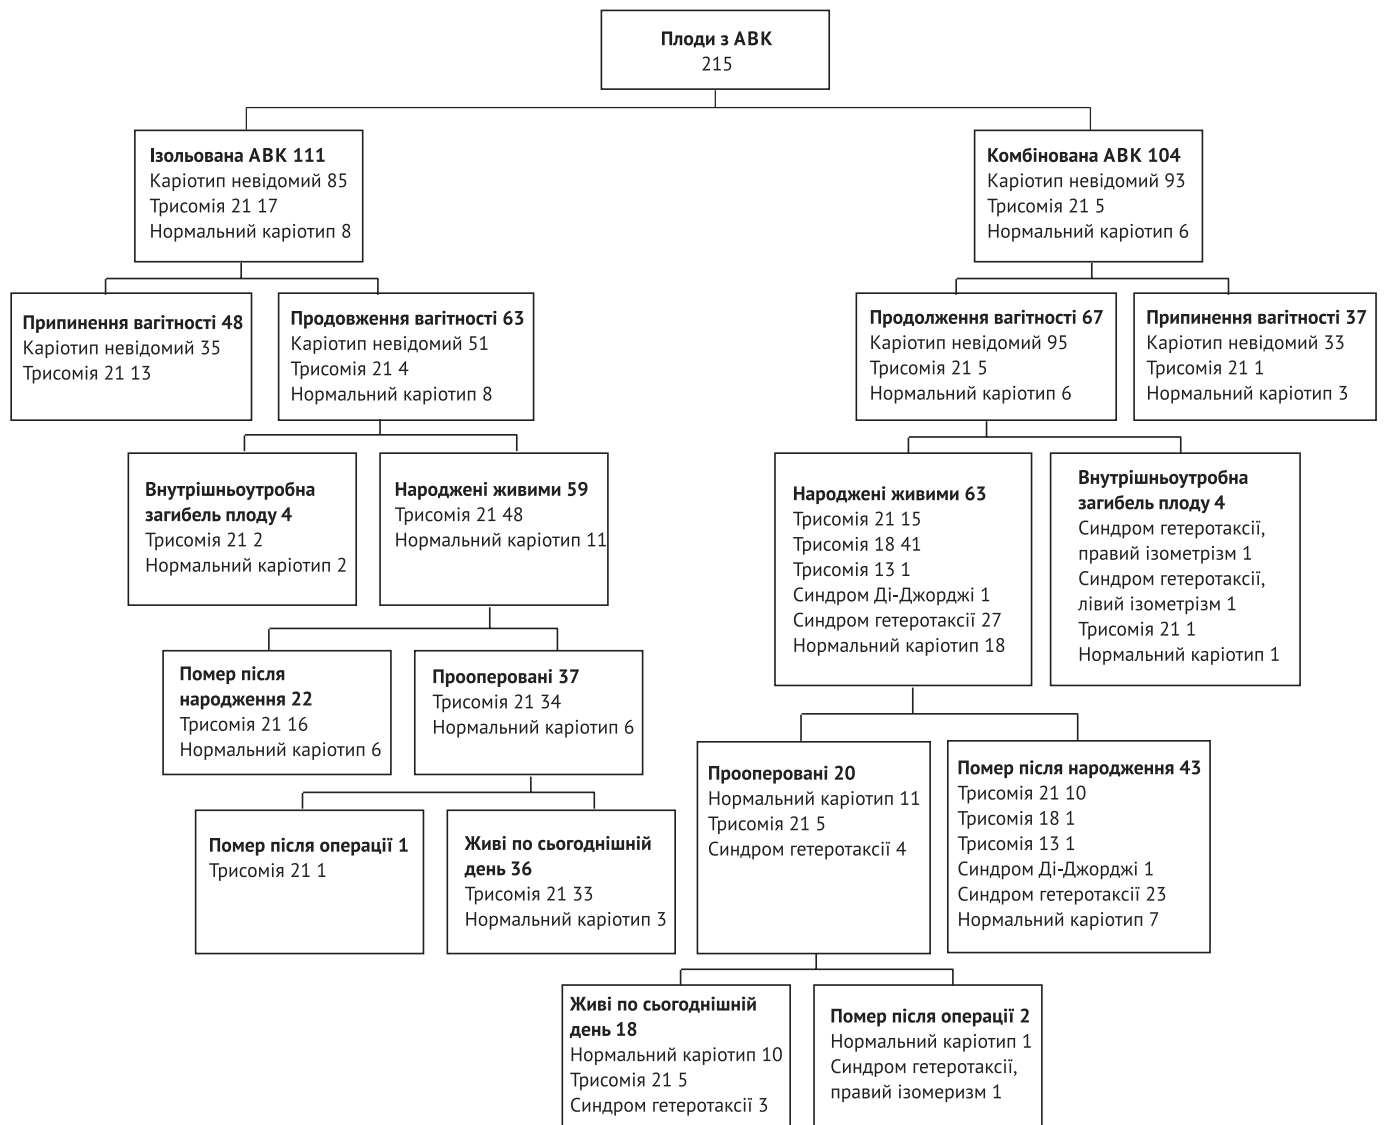 Плоди з АВК
215
Ізольована АВК 111
Каріотип невідомий 85
Трисомія 21 17
Нормальний каріотип 8
Комбінована АВК 104
Каріотип невідомий 93
Трисомія 21 5
Нормальний каріотип 6
Припинення вагітності 48
Каріотип невідомий 35
Трисомія 21 13
Продовження вагітності 63
Каріотип невідомий 51
Трисомія 21 4
Нормальний каріотип 8
Продолження вагітності 67
Каріотип невідомий 95
Трисомія 21 5
Нормальний каріотип 6
Припинення вагітності 37
Каріотип невідомий 33
Трисомія 21 1
Нормальний каріотип 3
Внутрішньоутробна
загибель плоду 4
Трисомія 21 2
Нормальний каріотип 2
Народжені живими 59
Трисомія 21 48
Нормальний каріотип 11
Народжені живими 63
Трисомія 21 15
Трисомія 18 41
Трисомія 13 1
Синдром Ді-Джорджі 1
Синдром гетеротаксії 27
Нормальний каріотип 18
Внутрішньоутробна
загибель плоду 4
Синдром гетеротаксії,
правий ізометрізм 1
Синдром гетеротаксії,
лівий ізометрізм 1
Трисомія 21 1
Нормальний каріотип 1
Помер після
народження 22
Трисомія 21 16
Нормальний каріотип 6
Прооперовані 37
Трисомія 21 34
Нормальний каріотип 6
Прооперовані 20
Нормальний каріотип 11
Трисомія 21 5
Синдром гетеротаксії 4
Помер після народження 43
Трисомія 21 10
Трисомія 18 1
Трисомія 13 1
Синдром Ді-Джорджі 1
Синдром гетеротаксії 23
Нормальний каріотип 7
Помер після операції 1
Трисомія 21 1
Живі по сьогоднішній
день 36
Трисомія 21 33
Нормальний каріотип 3
Живі по сьогоднішній
день 18
Нормальний каріотип 10
Трисомія 21 5
Синдром гетеротаксії 3
Помер після операції 2
Нормальний каріотип 1
Синдром гетеротаксії,
правий ізомеризм 1